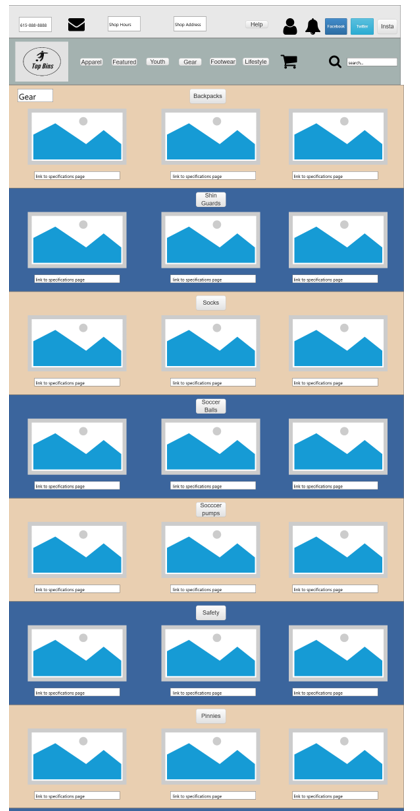 615-888-8888
Shop Hours
Shop Address
Help
Facebook
Twitter
Insta
Top Bins
Apparel
Featured
Youth
Gear
Footwear
Lifestyle
search...
Gear
Backpacks
link to specifications page
link to specifications page
link to specifications page
Shin
Guards
link to specifications page
link to specifications page
link to specifications page
Socks
link to specifications page
link to specifications page
link to specifications page
Soccer
Balls
link to specifications page
link to specifications page
link to specifications page
Socccer
pumps
link to specifications page
link to specifications page
link to specifications page
Safety
link to specifications page
link to specifications page
link to specifications page
Pinnies
link to specifications page
link to specifications page
link to specifications page